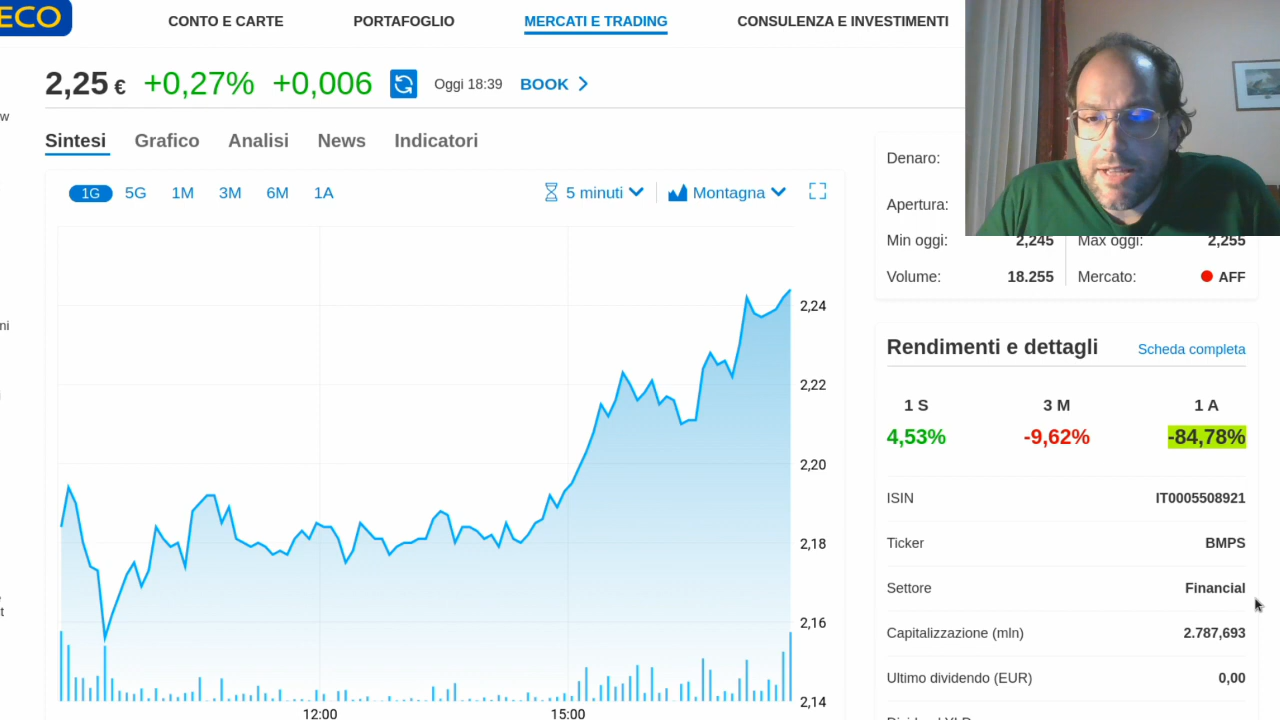 ECO
CONTO E CARTE PORTAFOGLIO MERCATI E TRADING CONSULENZA E INVESTIMENTI
2,25 € +0,27% +0,006 Oggi 18:39 BOOK
w
Sintesi Grafico Analisi News Indicatori
Denaro:
1G 5G 1M 3M 6M 1A 5 minuti Montagna
Apertura:
Min oggi: 2,245 Max oggi: 2,255
Volume: 18.255 Mercato: AFF
2,24
ni
Rendimenti e dettagli Scheda completa
2,22
1 S 3 M 1 A
4,53% -9,62% -84,78%
2,20
ISIN IT0005508921
2,18
Ticker BMPS
Settore Financial
t
2,16
Capitalizzazione (mln) 2.787,693
Ultimo dividendo (EUR) 0,00
2,14
12:00 15:00